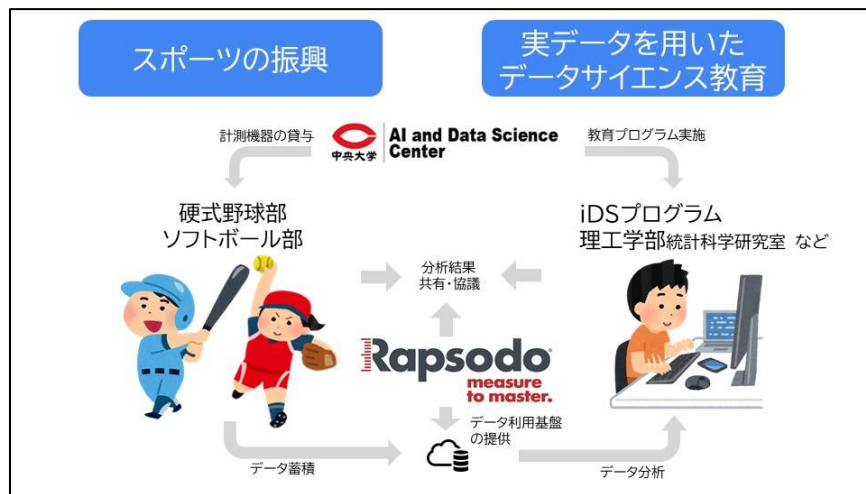 スポーツの振興
実データを用いた
データサイエンス教育
計測機器の貸与
中央大学
AI and Data Science
Center
教育プログラム実施
硬式野球部
ソフトボール部
iDSプログラム
理工学部統計科学研究室 など
分析結果
共有・協議
Rapsodo
measure
to master.
データ利用基盤
の提供
データ蓄積
データ分析